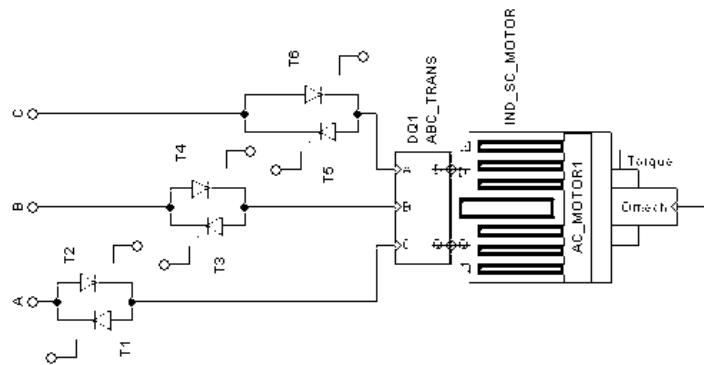 C
B
A
T6
T5
T4
T3
T2
T1
DQ1
ABC_TRANS
IND_SC_MOTOR
A
B
C
AC_MOTOR1
Torque
Omech